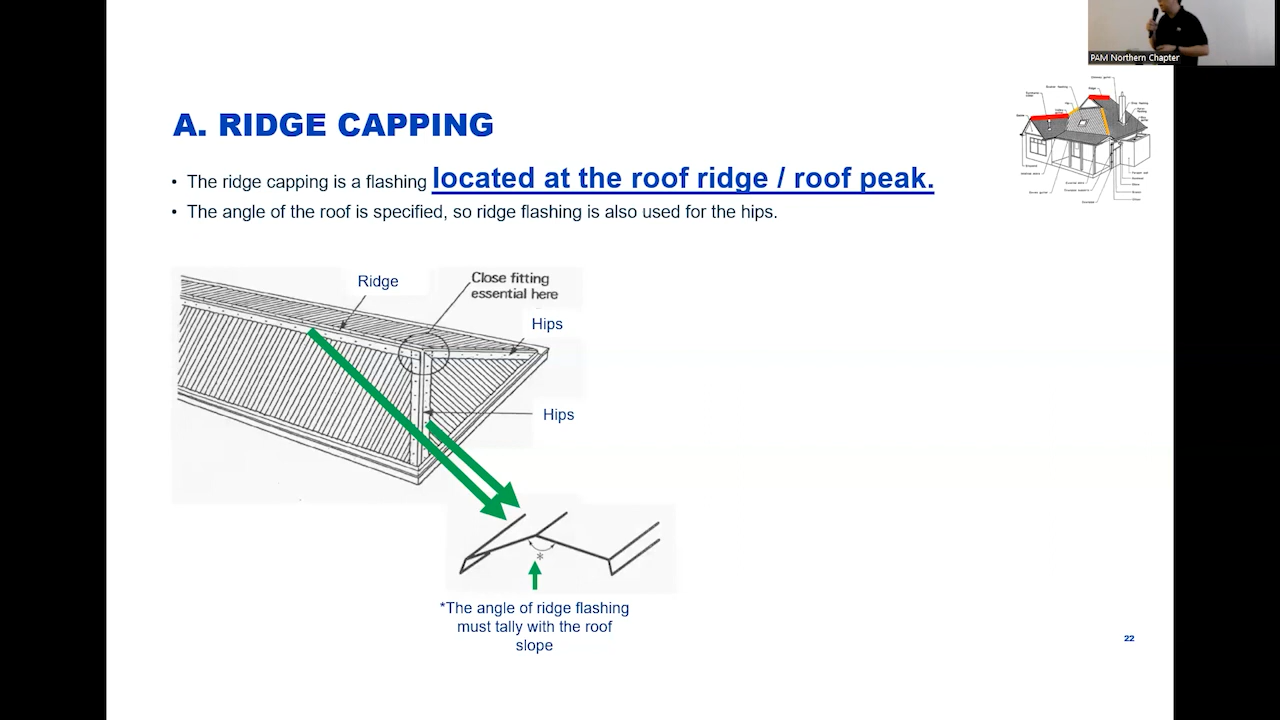 PAM Northern Chapter
A. RIDGE CAPPING
• The ridge capping is a flashing located at the roof ridge / roof peak.
• The angle of the roof is specified, so ridge flashing is also used for the hips.
Ridge
Close fitting
essential here
Hips
Hips
*
*The angle of ridge flashing
must tally with the roof
slope
22